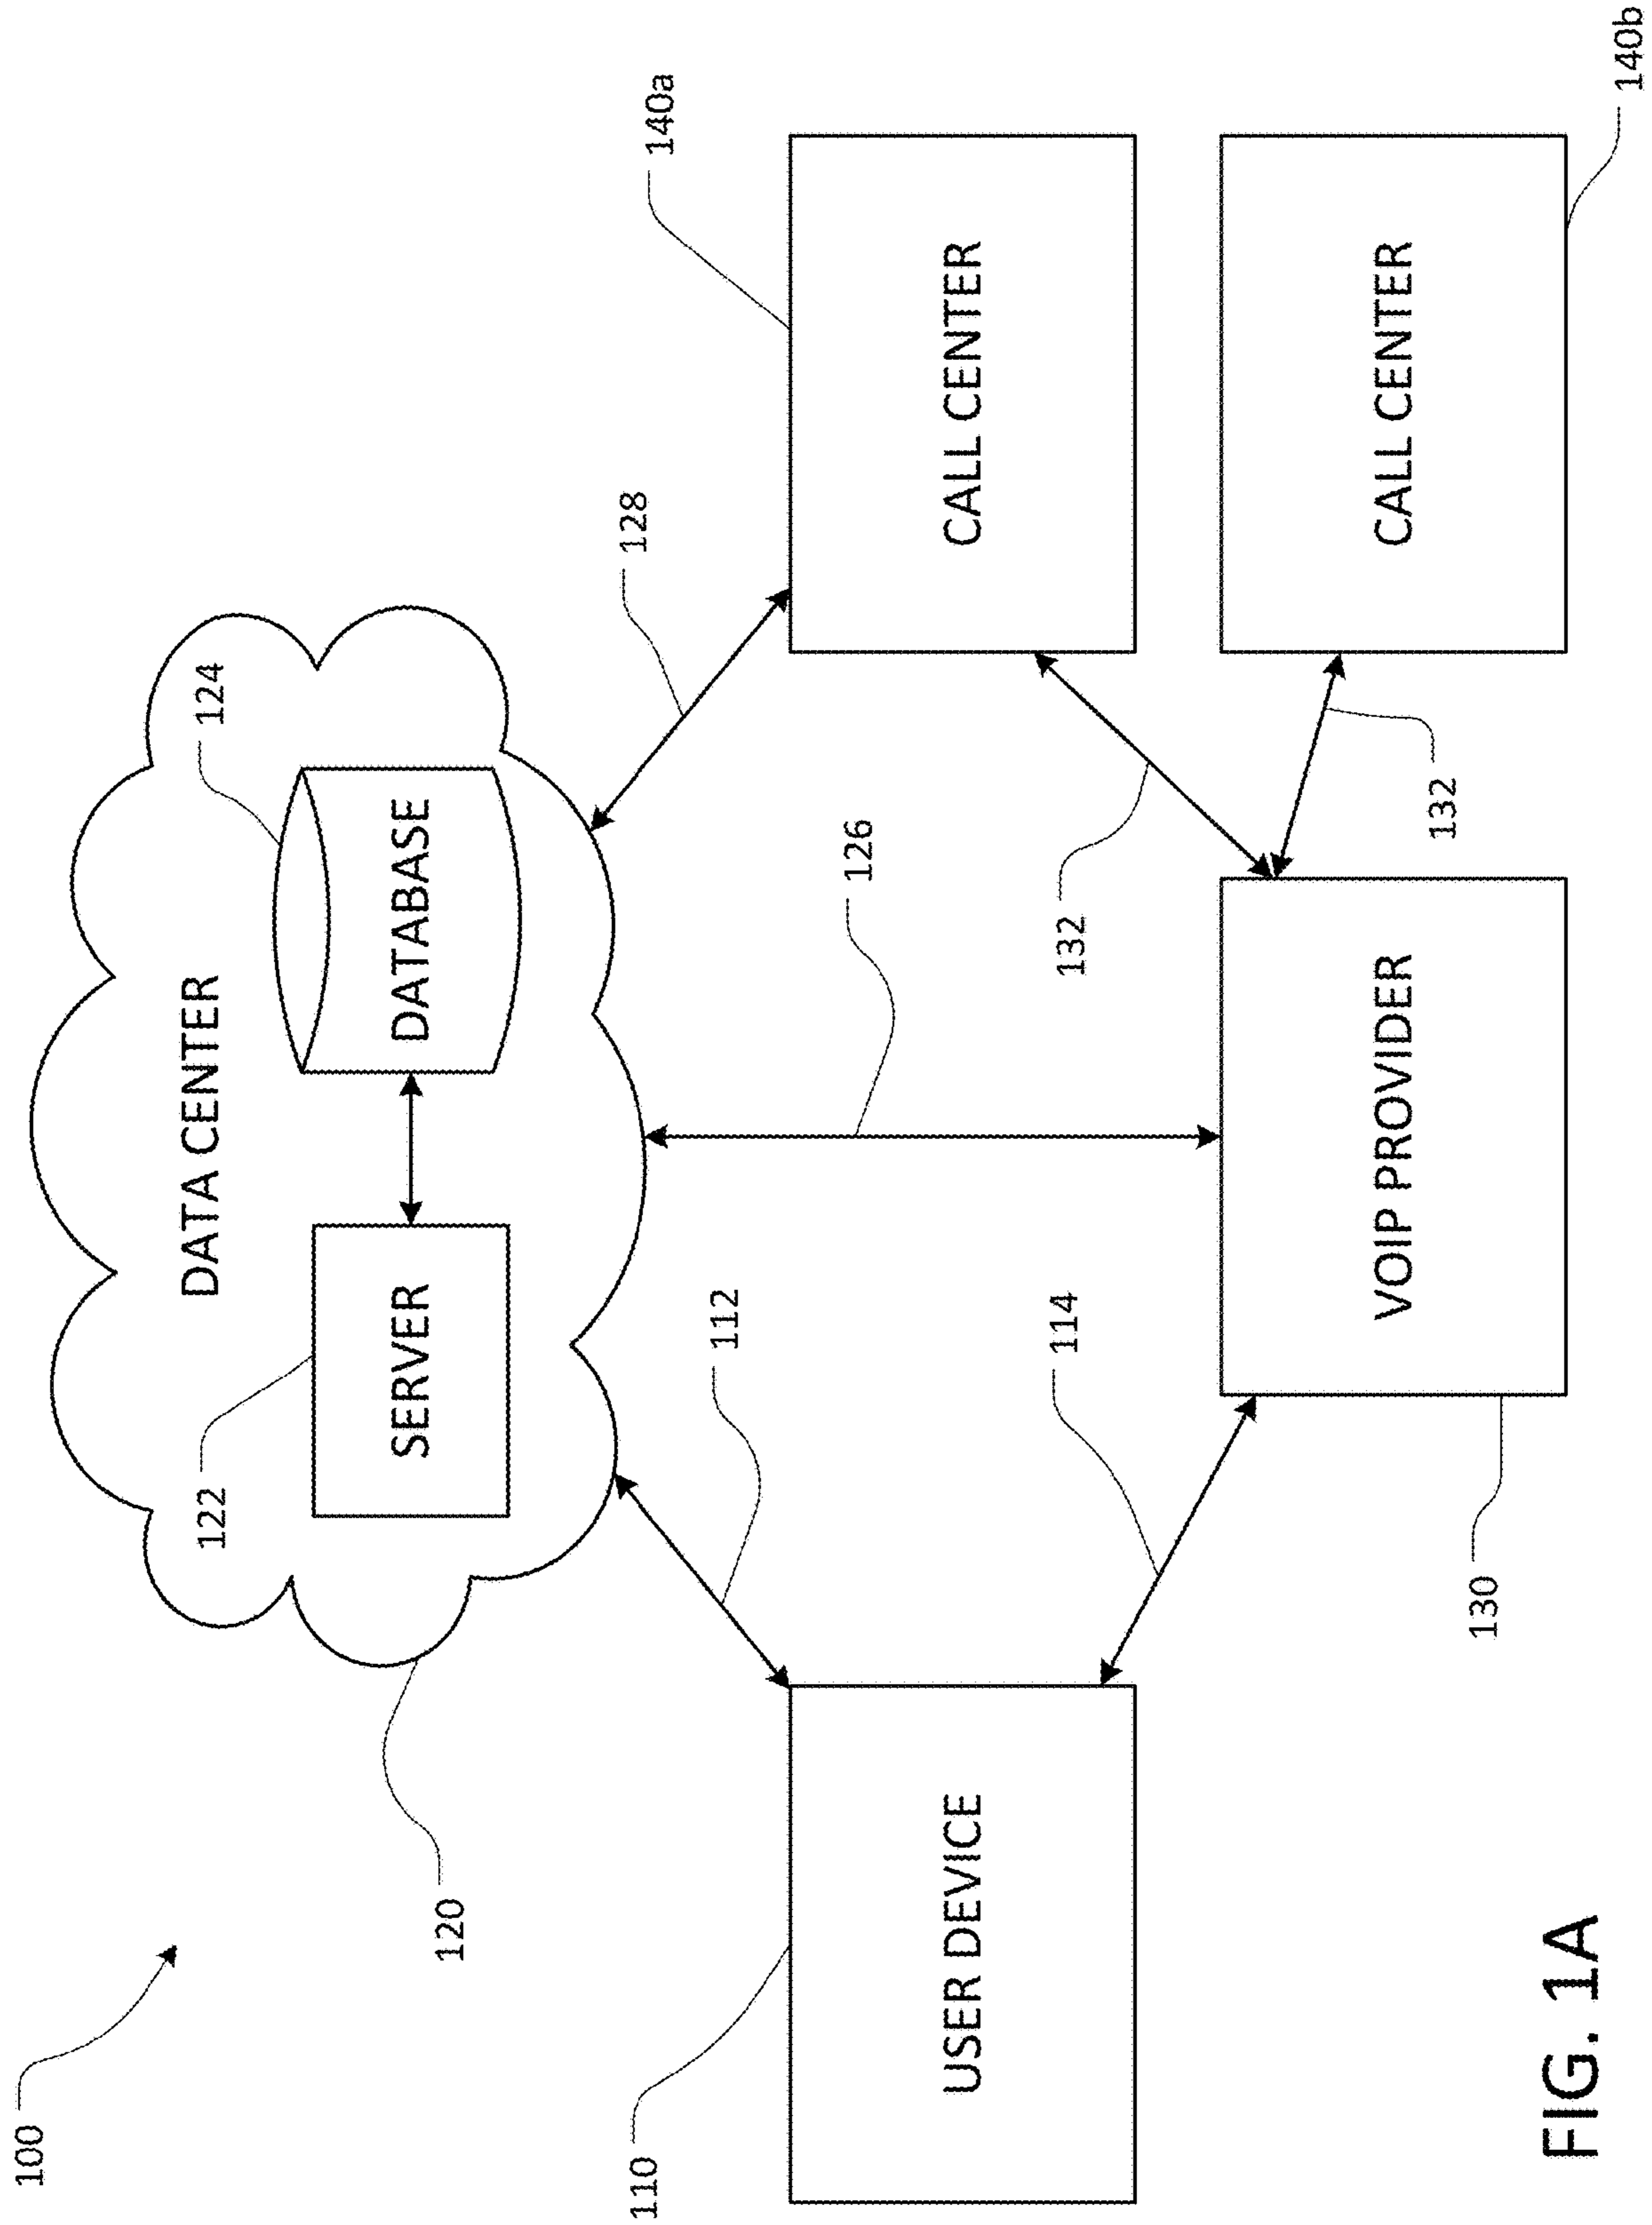 100
120
122
DATA CENTER
124
SERVER
DATABASE
110
112
126
128
140a
USER DEVICE
114
132
CALL CENTER
130
VOIP PROVIDER
132
CALL CENTER
140b
FIG. 1A